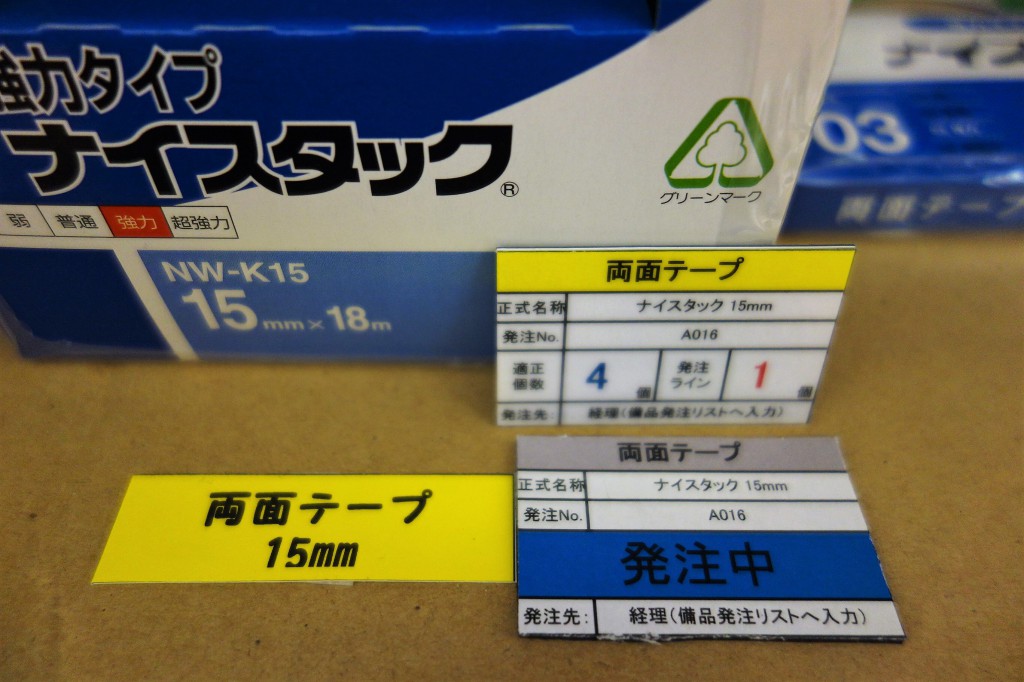 強力タイプ
ナイスタック®
弱 普通 強力 超強力
NW-K15
15mm×18m
グリーンマーク
03
両面テープ
両面テープ
正式名称 ナイスタック 15mm
発注No. A016
適正個数 4個 発注ライン 1個
発注先: 経理(備品発注リストへ入力)
両面テープ
15mm
両面テープ
正式名称 ナイスタック 15mm
発注No. A016
発注中
発注先: 経理(備品発注リストへ入力)